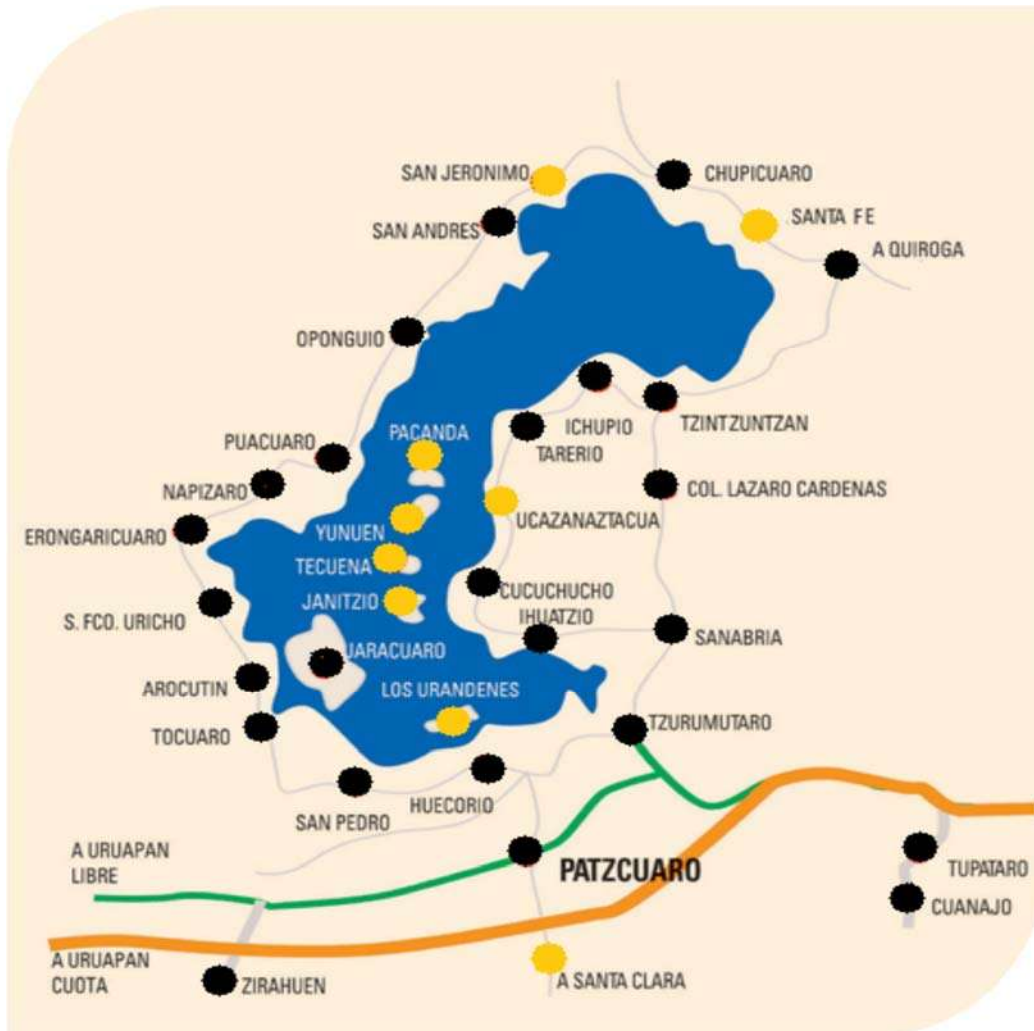 SAN JERONIMO
CHUPICUARO
SAN ANDRES
SANTA FE
A QUIROGA
OPONGUIO
PACANDA
ICHUPIO
TZINTZUNTZAN
PUACUARO
TARERIO
NAPIZARO
COL. LAZARO CARDENAS
ERONGARICUARO
YUNUEN
UCAZANAZTACUA
TECUENA
CUCUCHUCHO
S. FCO. URICHO
JANITZIO
IHUATZIO
SANABRIA
JARACUARO
AROCUTIN
LOS URANDENES
TOCUARO
TZURUMUTARO
HUECORIO
SAN PEDRO
A URUAPAN
LIBRE
PATZCUARO
TUPATARO
CUANAJO
A URUAPAN
CUOTA
ZIRAHUEN
A SANTA CLARA